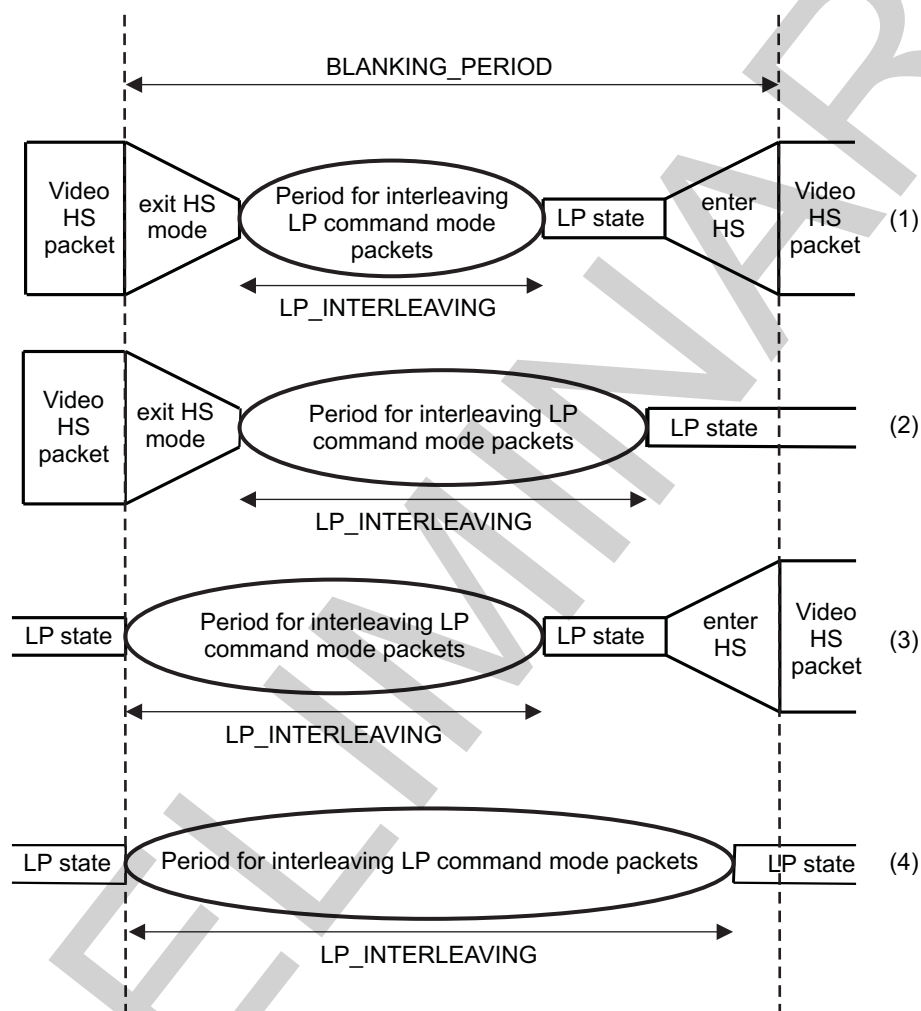 BLANKING_PERIOD
Video
HS
packet
exit HS
mode
Period for interleaving
LP command mode
packets
LP state
enter
HS
Video
HS
packet
(1)
LP_INTERLEAVING
Video
HS
packet
exit HS
mode
Period for interleaving LP
command mode packets
LP state
(2)
LP_INTERLEAVING
LP state
Period for interleaving LP
command mode packets
LP state
enter
HS
Video
HS
packet
(3)
LP_INTERLEAVING
LP state
Period for interleaving LP command mode packets
LP state
(4)
LP_INTERLEAVING
ELIMINAR